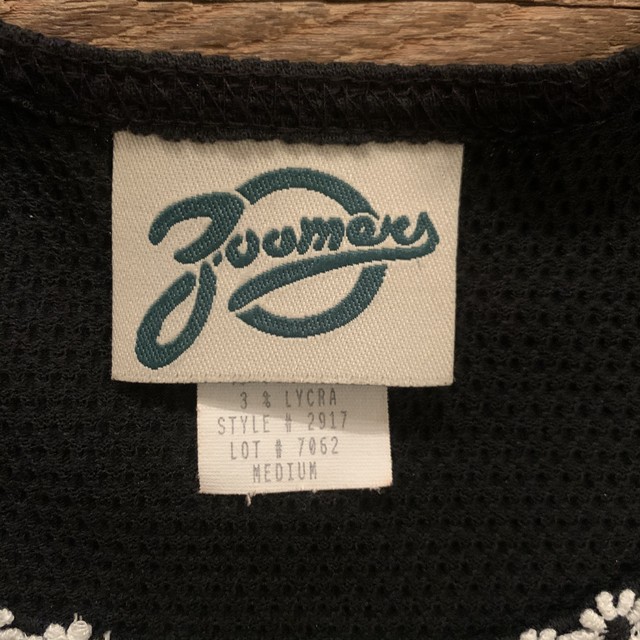 Zoomers
3 % LYCRA
STYLE # 2917
LOT # 7062
MEDIUM